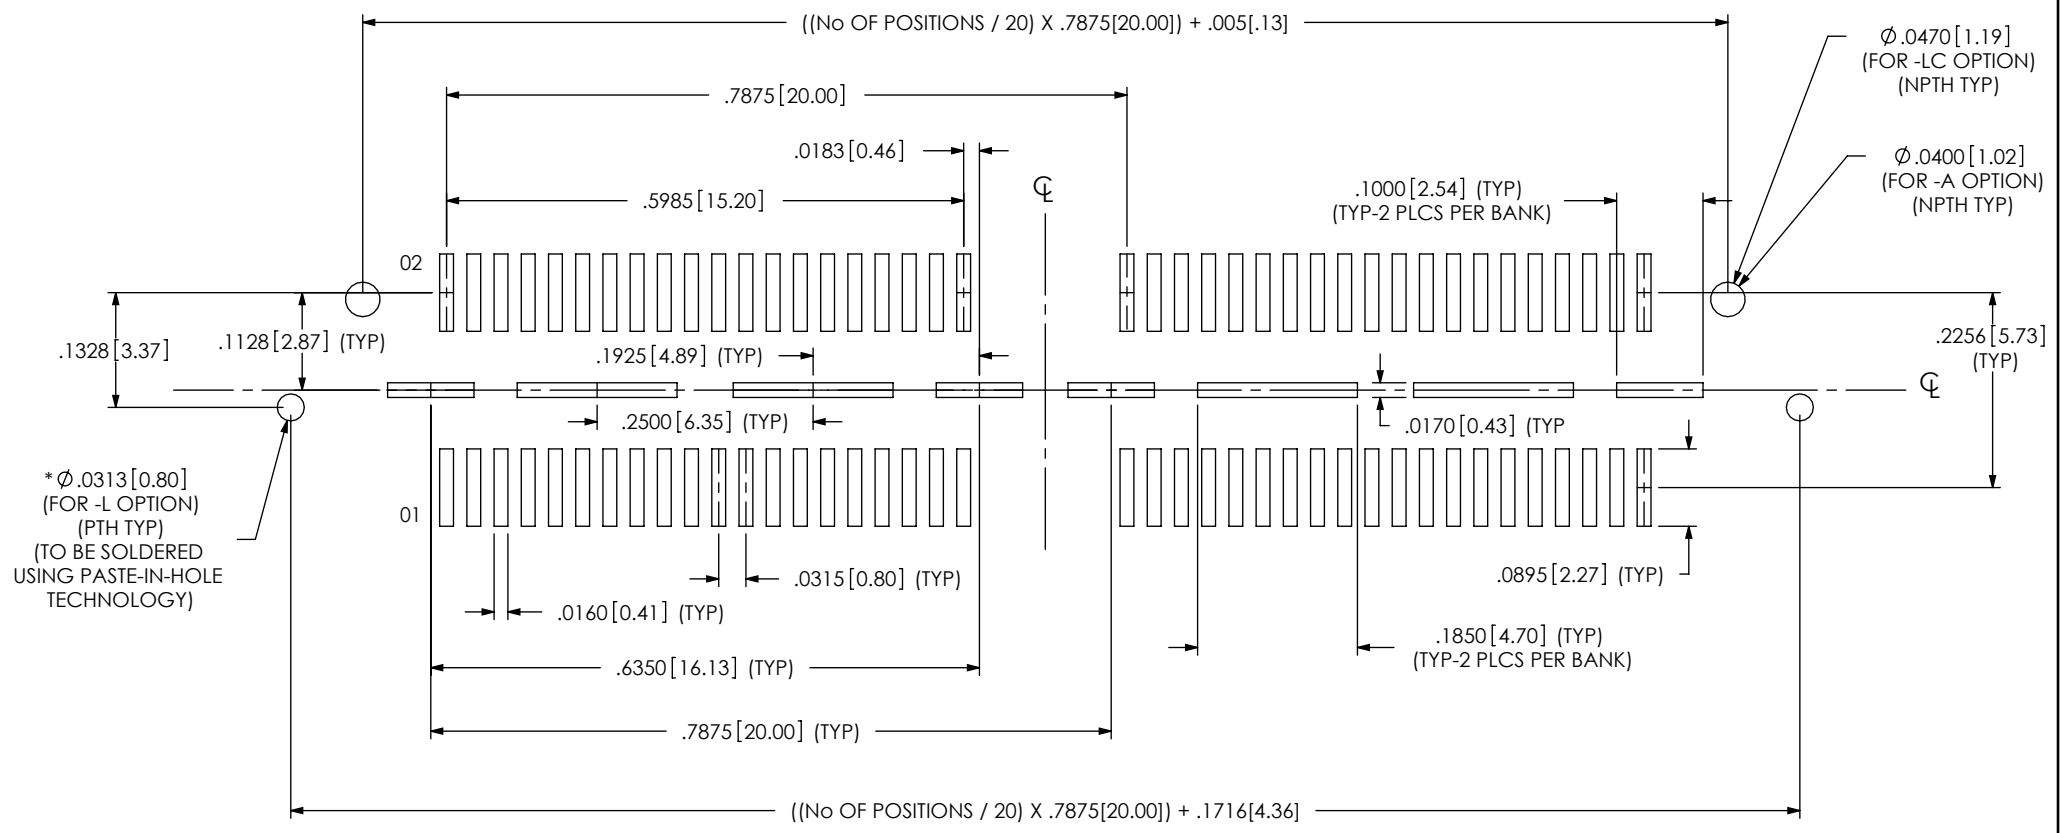 ((No OF POSITIONS / 20) X .7875[20.00]) + .005[.13]
Ø.0470[1.19]
(FOR -LC OPTION)
(NPTH TYP)
.7875[20.00]
.0183[0.46]
Ø.0400[1.02]
(FOR -A OPTION)
(NPTH TYP)
℄
.1000[2.54] (TYP)
(TYP-2 PLCS PER BANK)
.5985[15.20]
02
.1328[3.37]
.1128[2.87] (TYP)
.1925[4.89] (TYP)
.2256[5.73]
(TYP)
℄
.2500[6.35] (TYP)
.0170[0.43] (TYP
*Ø.0313[0.80]
(FOR -L OPTION)
(PTH TYP)
(TO BE SOLDERED
USING PASTE-IN-HOLE
TECHNOLOGY)
01
.0315[0.80] (TYP)
.0895[2.27] (TYP)
.0160[0.41] (TYP)
.1850[4.70] (TYP)
(TYP-2 PLCS PER BANK)
.6350[16.13] (TYP)
.7875[20.00] (TYP)
((No OF POSITIONS / 20) X .7875[20.00]) + .1716[4.36]